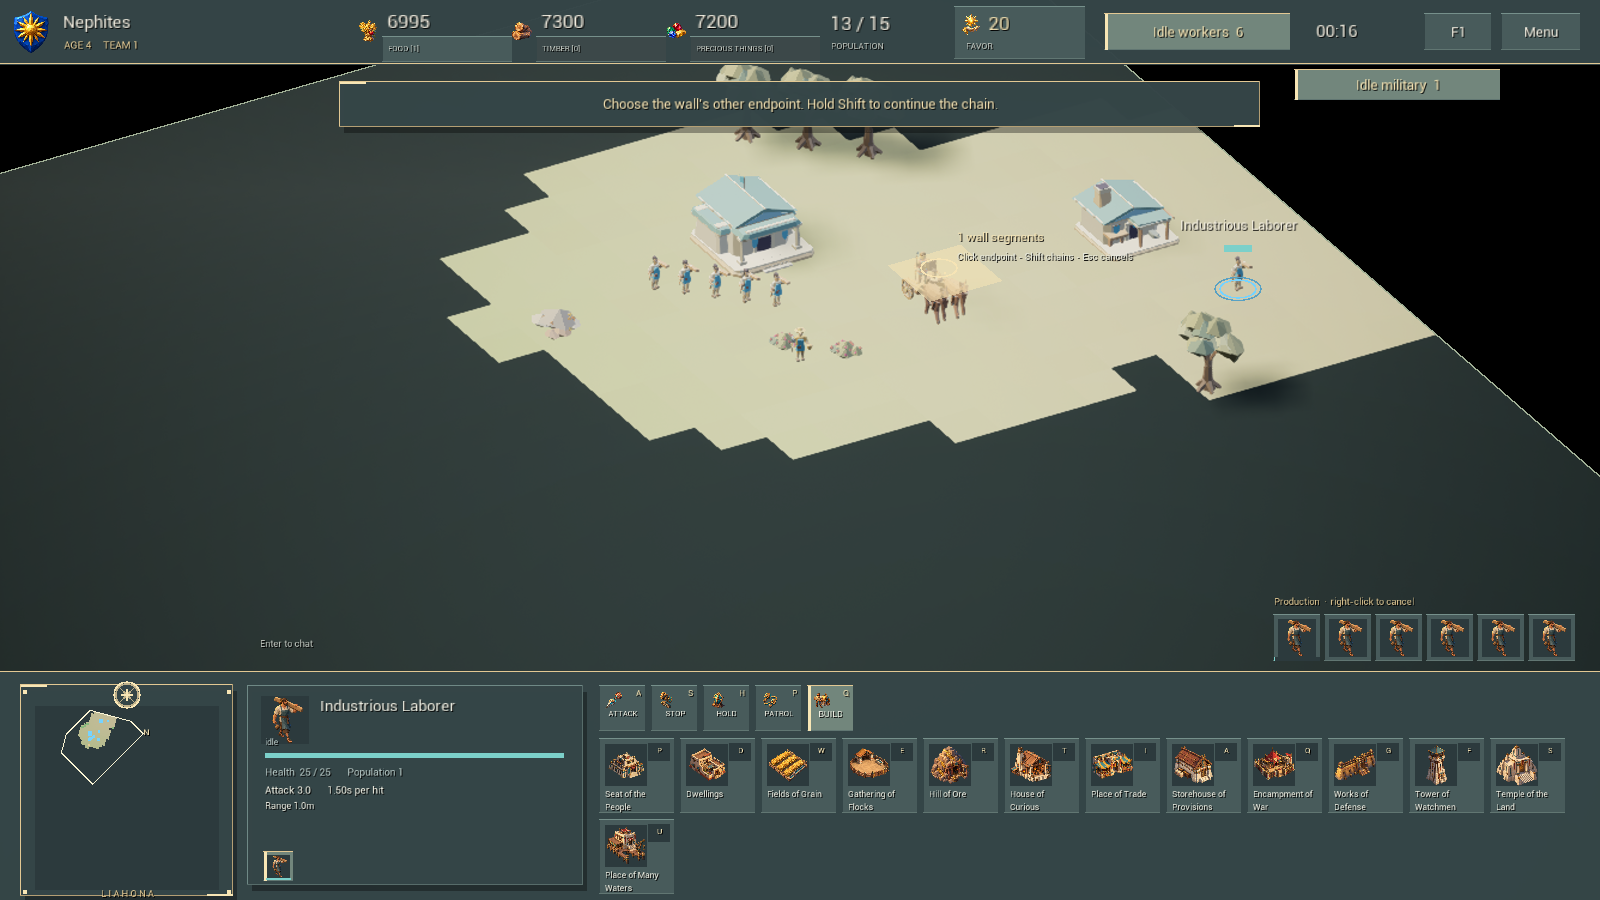 Nephites
AGE 4 TEAM 1
6995
FOOD [1]
7300
TIMBER [0]
7200
PRECIOUS THINGS [0]
13 / 15
POPULATION
20
FAVOR
Idle workers 6
00:16
F1
Menu
Idle military 1
Choose the wall's other endpoint. Hold Shift to continue the chain.
Industrious Laborer
1 wall segments
Click endpoint - Shift chains - Esc cancels
Production · right-click to cancel
Enter to chat
N
LIAHONA
Industrious Laborer
idle
Health 25 / 25 Population 1
Attack 3.0 1.50s per hit
Range 1.0m
A
ATTACK
S
STOP
H
HOLD
P
PATROL
Q
BUILD
P
Seat of the
People
D
Dwellings
W
Fields of Grain
E
Gathering of
Flocks
R
Hill of Ore
T
House of
Curious
I
Place of Trade
A
Storehouse of
Provisions
Q
Encampment of
War
G
Works of
Defense
F
Tower of
Watchmen
S
Temple of the
Land
U
Place of Many
Waters